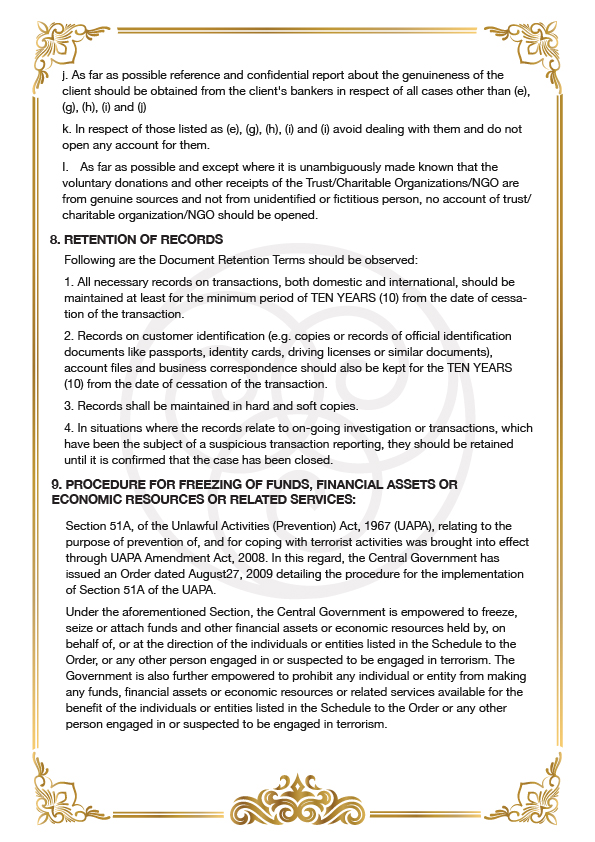 j. As far as possible reference and confidential report about the genuineness of the
client should be obtained from the client's bankers in respect of all cases other than (e),
(g), (h), (i) and (j)
k. In respect of those listed as (e), (g), (h), (i) and (i) avoid dealing with them and do not
open any account for them.
l. As far as possible and except where it is unambiguously made known that the
voluntary donations and other receipts of the Trust/Charitable Organizations/NGO are
from genuine sources and not from unidentified or fictitious person, no account of trust/
charitable organization/NGO should be opened.
8. RETENTION OF RECORDS
Following are the Document Retention Terms should be observed:
1. All necessary records on transactions, both domestic and international, should be
maintained at least for the minimum period of TEN YEARS (10) from the date of cessa-
tion of the transaction.
2. Records on customer identification (e.g. copies or records of official identification
documents like passports, identity cards, driving licenses or similar documents),
account files and business correspondence should also be kept for the TEN YEARS
(10) from the date of cessation of the transaction.
3. Records shall be maintained in hard and soft copies.
4. In situations where the records relate to on-going investigation or transactions, which
have been the subject of a suspicious transaction reporting, they should be retained
until it is confirmed that the case has been closed.
9. PROCEDURE FOR FREEZING OF FUNDS, FINANCIAL ASSETS OR
ECONOMIC RESOURCES OR RELATED SERVICES:
Section 51A, of the Unlawful Activities (Prevention) Act, 1967 (UAPA), relating to the
purpose of prevention of, and for coping with terrorist activities was brought into effect
through UAPA Amendment Act, 2008. In this regard, the Central Government has
issued an Order dated August27, 2009 detailing the procedure for the implementation
of Section 51A of the UAPA.
Under the aforementioned Section, the Central Government is empowered to freeze,
seize or attach funds and other financial assets or economic resources held by, on
behalf of, or at the direction of the individuals or entities listed in the Schedule to the
Order, or any other person engaged in or suspected to be engaged in terrorism. The
Government is also further empowered to prohibit any individual or entity from making
any funds, financial assets or economic resources or related services available for the
benefit of the individuals or entities listed in the Schedule to the Order or any other
person engaged in or suspected to be engaged in terrorism.